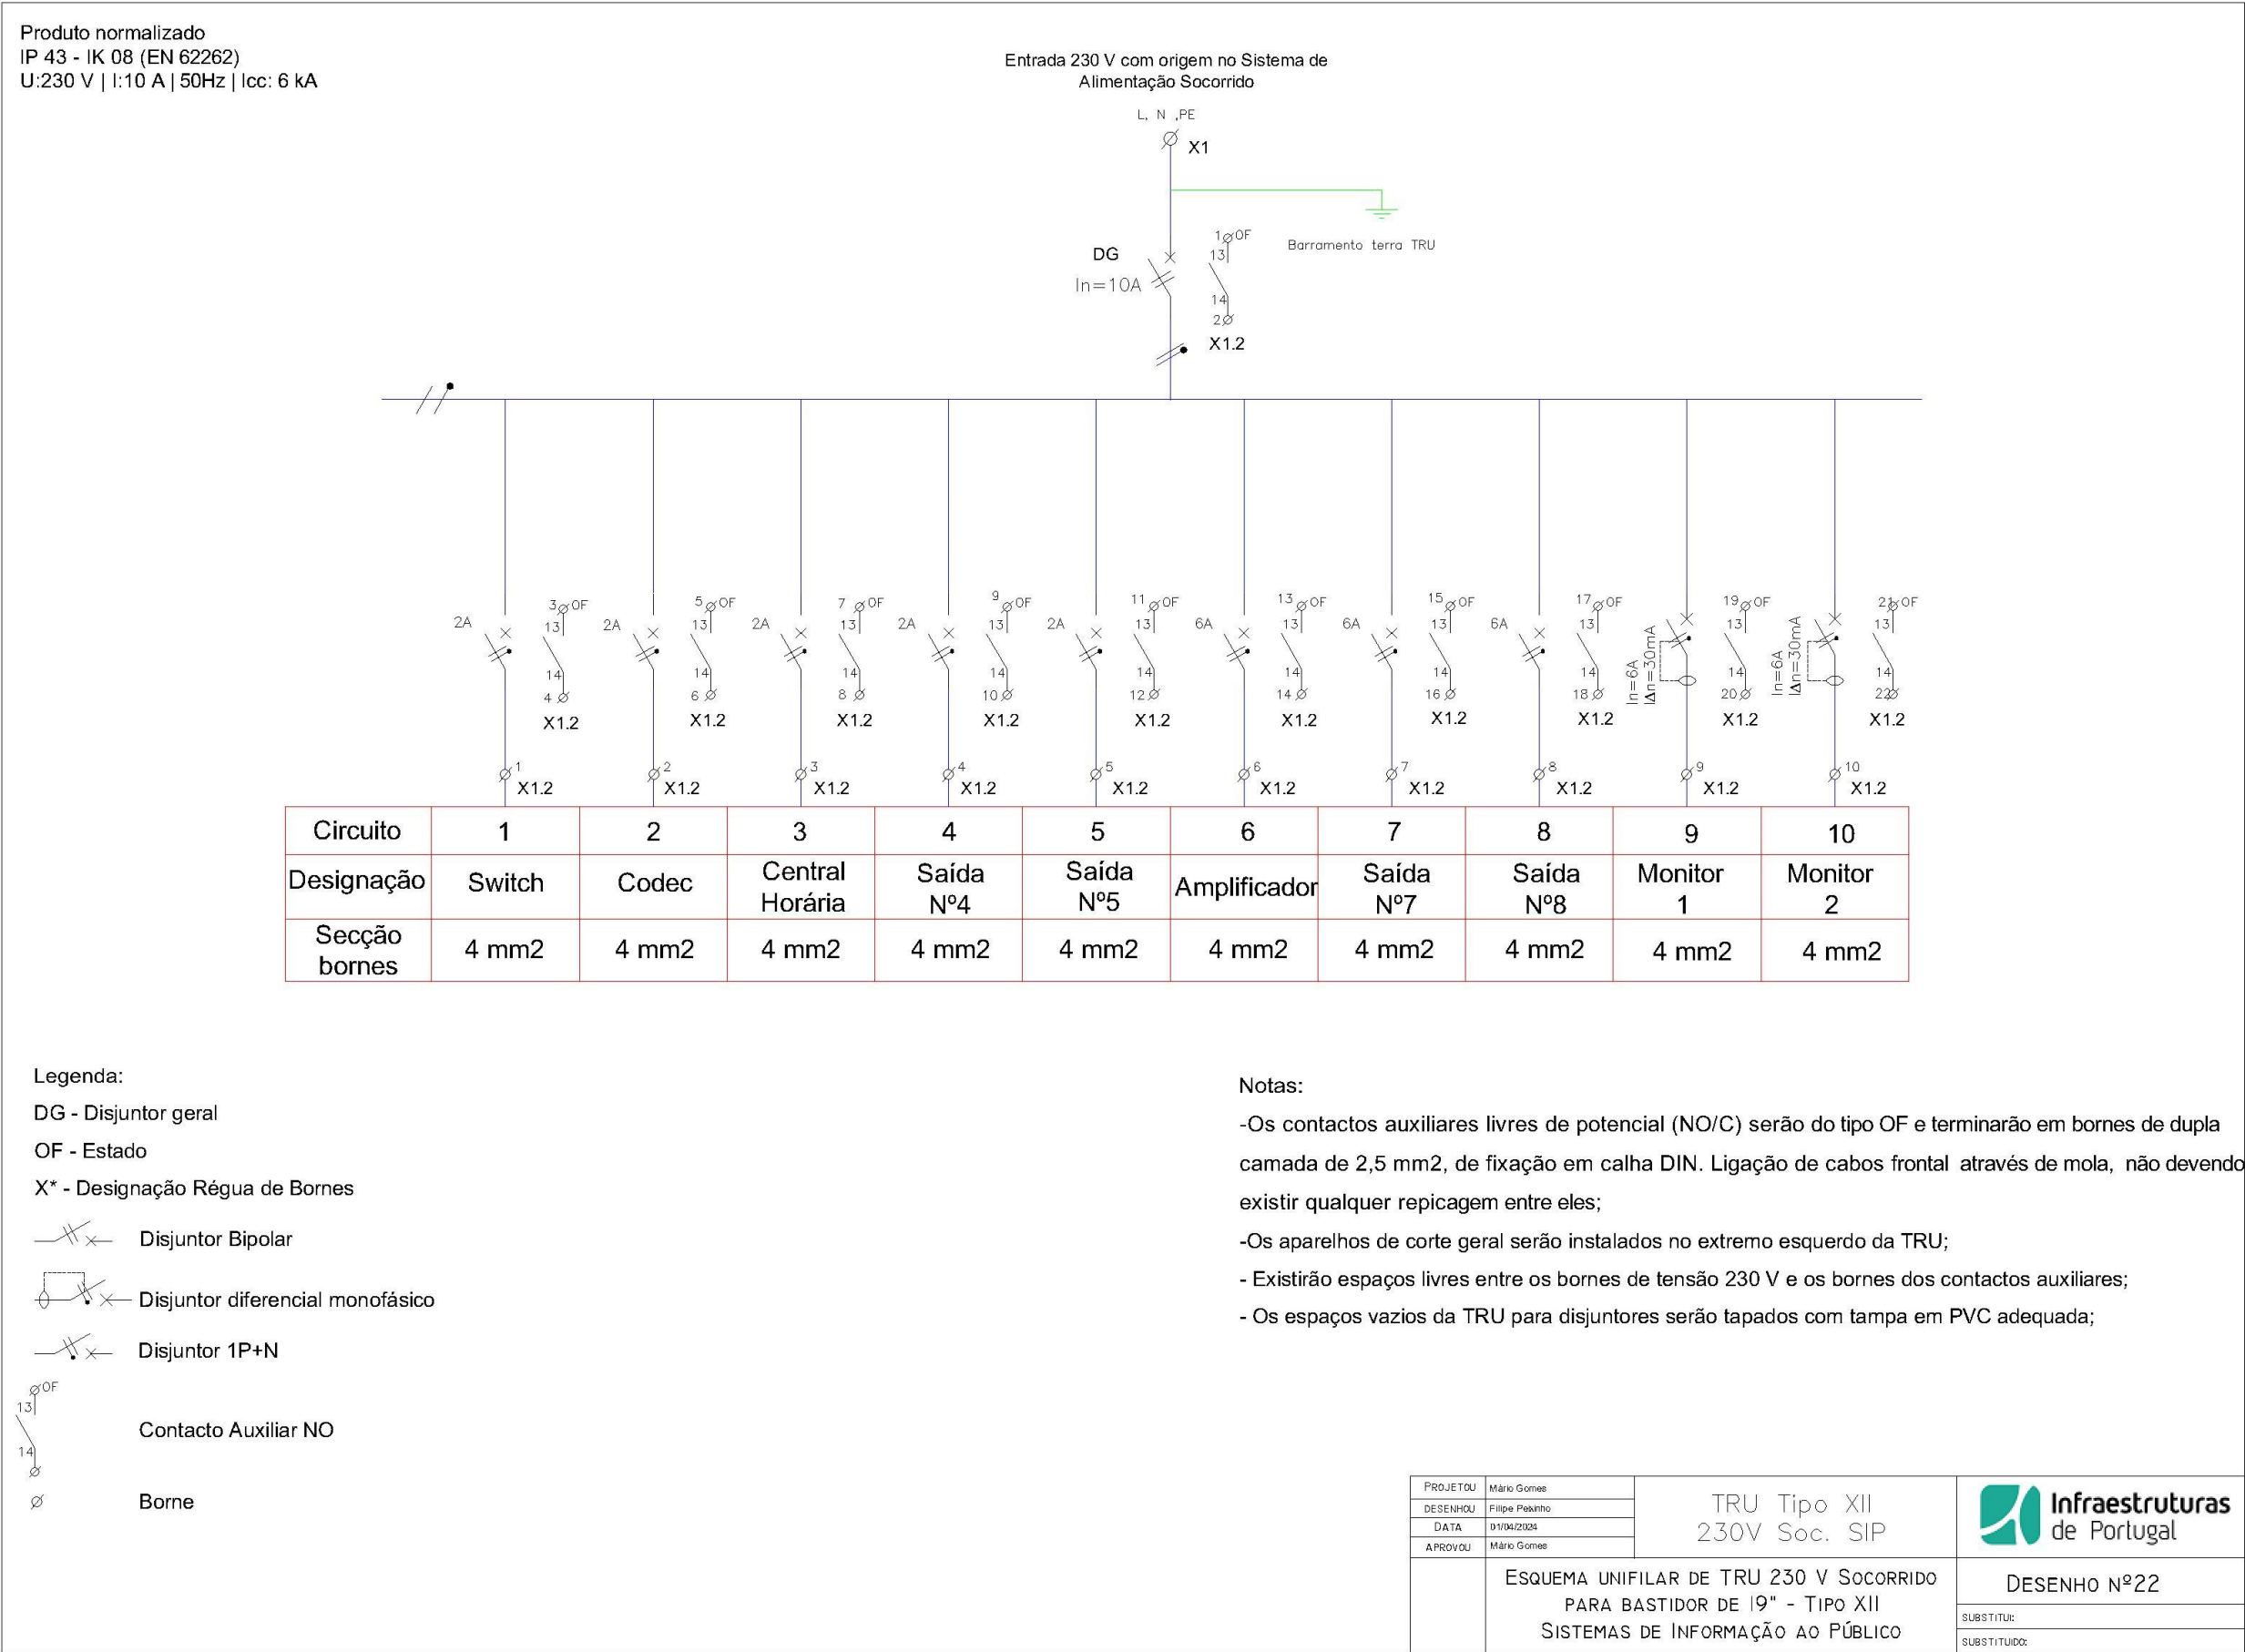 Produto normalizado
IP 43 - IK 08 (EN 62262)
U:230 V | I:10 A | 50Hz | Icc: 6 kA
Entrada 230 V com origem no Sistema de
Alimentação Socorrido
L, N ,PE
X1
Barramento terra TRU
DG
In=10A
1 OF
13
14
2
X1.2
2A
3 OF
13
14
4
X1.2
2A
5 OF
13
14
6
X1.2
2A
7 OF
13
14
8
X1.2
2A
9 OF
13
14
10
X1.2
2A
11 OF
13
14
12
X1.2
6A
13 OF
13
14
14
X1.2
6A
15 OF
13
14
16
X1.2
6A
17 OF
13
14
18
X1.2
In=6A
IΔn=30mA
19 OF
13
14
20
X1.2
In=6A
IΔn=30mA
21 OF
13
14
22
X1.2
1 2 3 4 5 6 7 8 9 10
X1.2 X1.2 X1.2 X1.2 X1.2 X1.2 X1.2 X1.2 X1.2 X1.2
Circuito 1 2 3 4 5 6 7 8 9 10
Designação Switch Codec Central Horária Saída Nº4 Saída Nº5 Amplificador Saída Nº7 Saída Nº8 Monitor 1 Monitor 2
Secção bornes 4 mm2 4 mm2 4 mm2 4 mm2 4 mm2 4 mm2 4 mm2 4 mm2 4 mm2 4 mm2
Legenda:
DG - Disjuntor geral
OF - Estado
X* - Designação Régua de Bornes
Disjuntor Bipolar
Disjuntor diferencial monofásico
Disjuntor 1P+N
OF
13
14
Contacto Auxiliar NO
Borne
Notas:
-Os contactos auxiliares livres de potencial (NO/C) serão do tipo OF e terminarão em bornes de dupla
camada de 2,5 mm2, de fixação em calha DIN. Ligação de cabos frontal através de mola, não devendo
existir qualquer repicagem entre eles;
-Os aparelhos de corte geral serão instalados no extremo esquerdo da TRU;
- Existirão espaços livres entre os bornes de tensão 230 V e os bornes dos contactos auxiliares;
- Os espaços vazios da TRU para disjuntores serão tapados com tampa em PVC adequada;
PROJETOU Mário Gomes
DESENHOU Filipe Peixinho
DATA 01/04/2024
APROVOU Mário Gomes
TRU Tipo XII
230V Soc. SIP
Infraestruturas
de Portugal
ESQUEMA UNIFILAR DE TRU 230 V SOCORRIDO
PARA BASTIDOR DE 19" - TIPO XII
SISTEMAS DE INFORMAÇÃO AO PÚBLICO
DESENHO Nº22
SUBSTITUI:
SUBSTITUIDO: